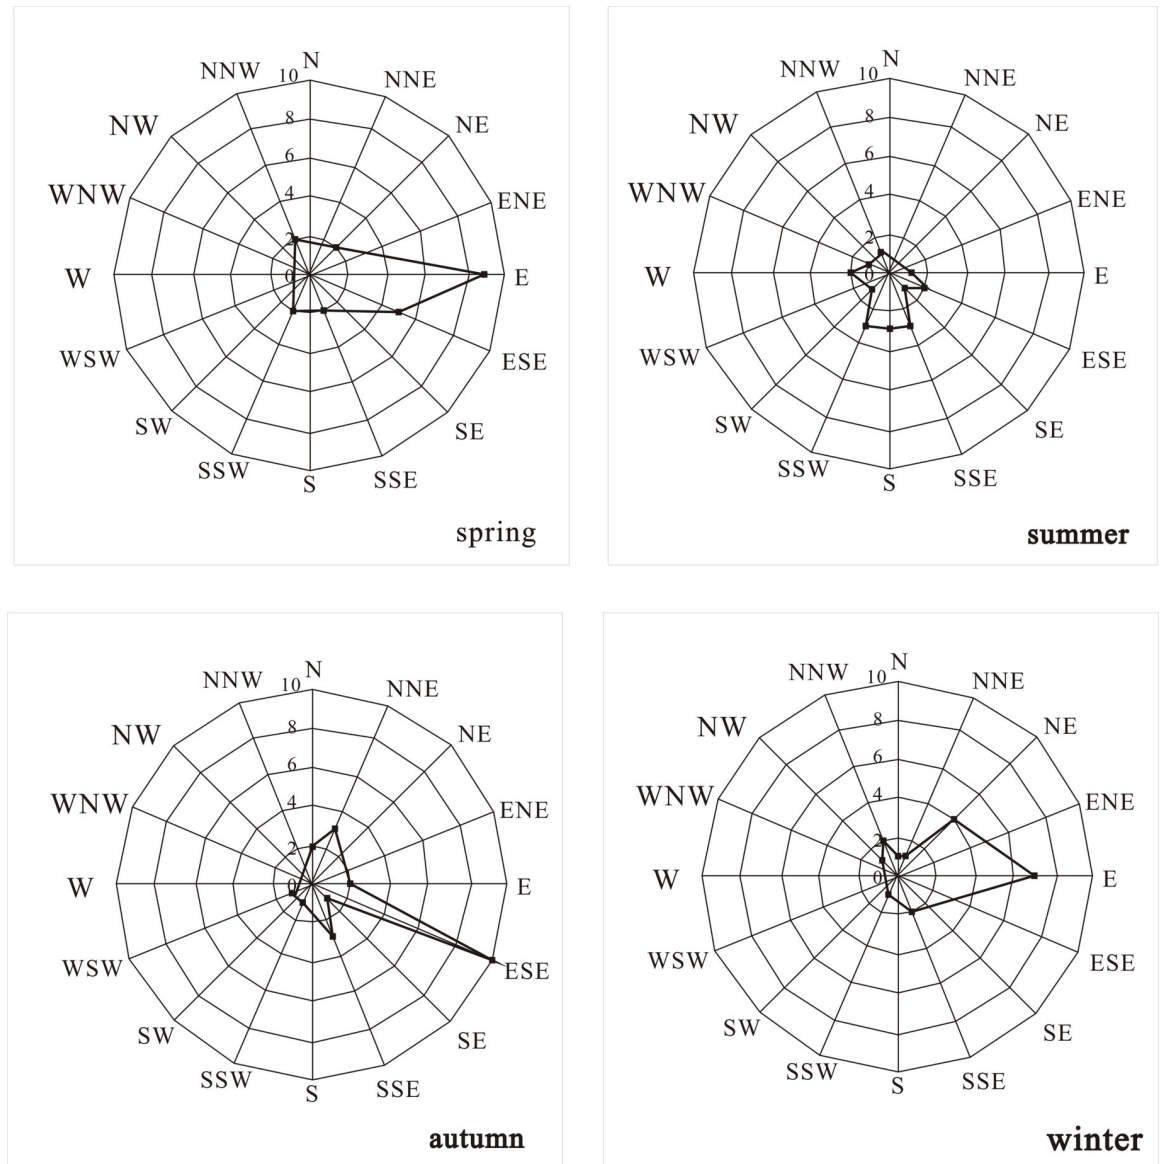 N
NNW 10 NNE
NW 8 NE
6
WNW 4 ENE
2
W 0 E
WSW ESE
SW SE
SSW SSE
S
spring
N
NNW 10 NNE
NW 8 NE
6
WNW 4 ENE
2
W 0 E
WSW ESE
SW SE
SSW SSE
S
summer
N
NNW 10 NNE
NW 8 NE
6
WNW 4 ENE
2
W 0 E
WSW ESE
SW SE
SSW SSE
S
autumn
N
NNW 10 NNE
NW 8 NE
6
WNW 4 ENE
2
W 0 E
WSW ESE
SW SE
SSW SSE
S
winter